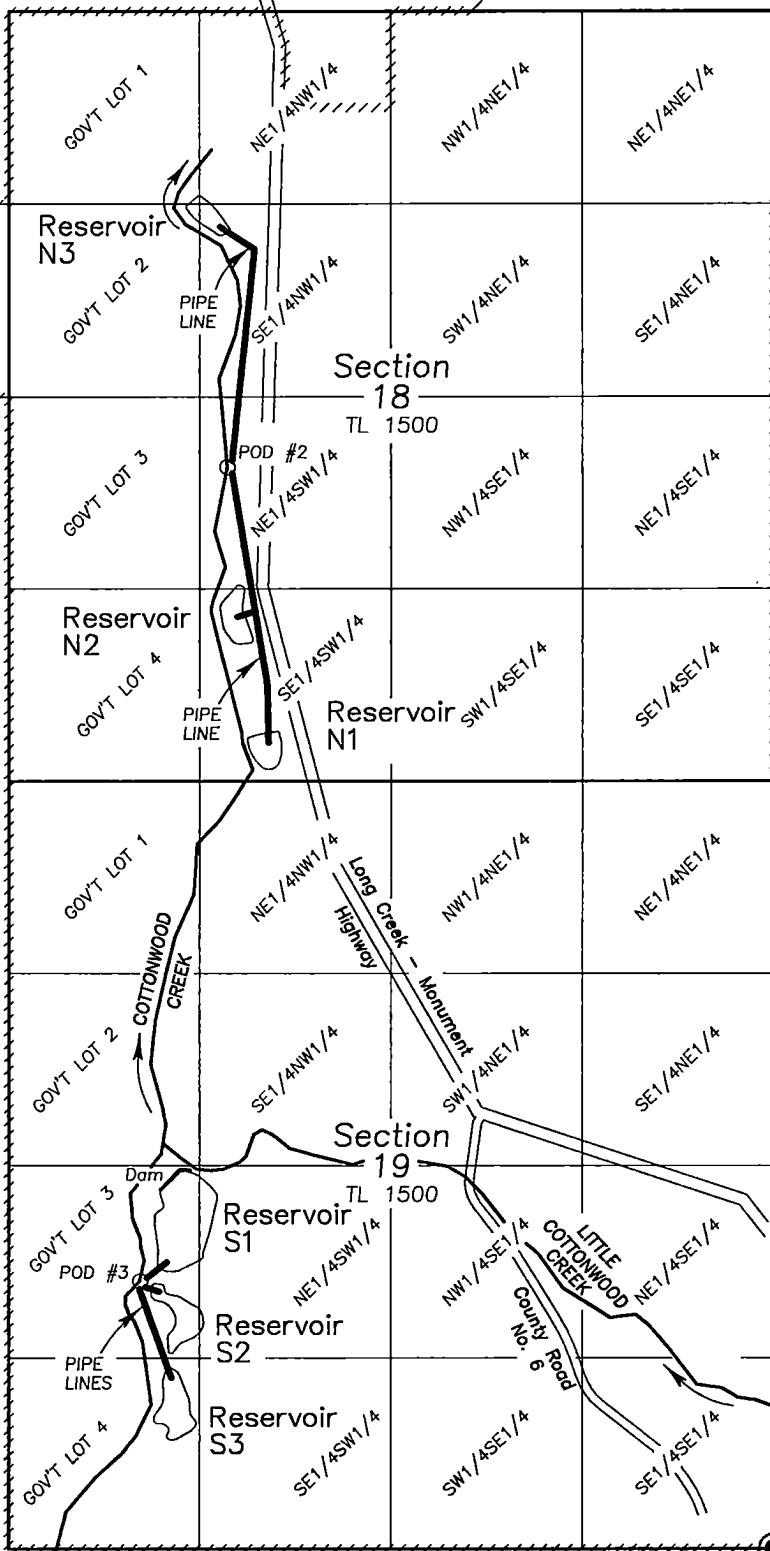 GOV'T LOT 1
NE1/4NW1/4
NW1/4NE1/4
NE1/4NE1/4
Reservoir
N3
GOV'T LOT 2
PIPE
LINE
SE1/4NW1/4
SW1/4NE1/4
SE1/4NE1/4
Section
18
TL 1500
GOV'T LOT 3
POD #2
NE1/4SW1/4
NW1/4SE1/4
NE1/4SE1/4
Reservoir
N2
GOV'T LOT 4
PIPE
LINE
SE1/4SW1/4
Reservoir
N1
SW1/4SE1/4
SE1/4SE1/4
GOV'T LOT 1
NE1/4NW1/4
NW1/4NE1/4
NE1/4NE1/4
Long Creek – Monument
Highway
COTTONWOOD
CREEK
GOV'T LOT 2
SE1/4NW1/4
SW1/4NE1/4
SE1/4NE1/4
Section
19
TL 1500
Dam
GOV'T LOT 3
Reservoir
S1
POD #3
NE1/4SW1/4
NW1/4SE1/4
LITTLE
COTTONWOOD
CREEK
NE1/4SE1/4
Reservoir
S2
PIPE
LINES
County Road
No. 6
GOV'T LOT 4
Reservoir
S3
SE1/4SW1/4
SW1/4SE1/4
SE1/4SE1/4